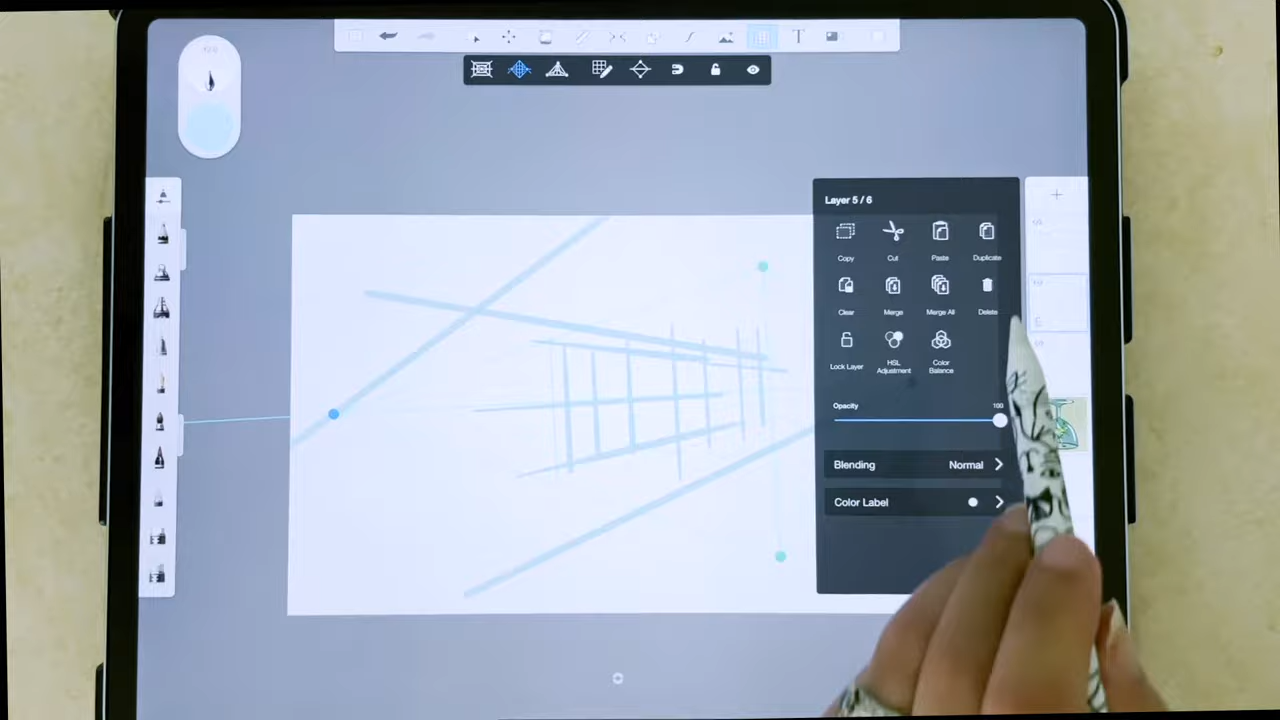 T
Layer 5 / 6
Copy Cut Paste Duplicate
Clear Merge Merge All Delete
Lock Layer HSL Adjustment Color Balance
Opacity 100
Blending Normal
Color Label